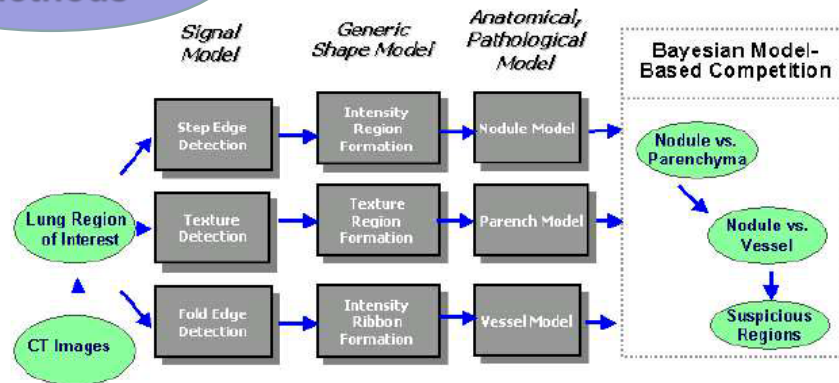 Signal
Model
Generic
Shape Model
Anatomical,
Pathological
Model
Bayesian Model-
Based Competition
Step Edge
Detection
Intensity
Region
Formation
Nodule Model
Nodule vs.
Parenchyma
Lung Region
of Interest
Texture
Detection
Texture
Region
Formation
Parench Model
Nodule vs.
Vessel
Fold Edge
Detection
Intensity
Ribbon
Formation
Vessel Model
Suspicious
Regions
CT Images